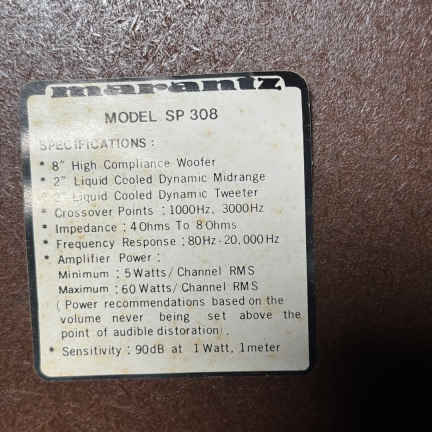 marantz
MODEL SP 308
SPECIFICATIONS :
* 8" High Compliance Woofer
* 2" Liquid Cooled Dynamic Midrange
2" Liquid Cooled Dynamic Tweeter
* Crossover Points : 1000Hz, 3000Hz
* Impedance : 4 Ohms To 8 Ohms
* Frequency Response : 80Hz - 20,000Hz
* Amplifier Power :
Minimum : 5 Watts / Channel RMS
Maximum : 60 Watts / Channel RMS
( Power recommendations based on the
volume never being set above the
point of audible distoration) .
* Sensitivity : 90dB at 1 Watt, 1 meter